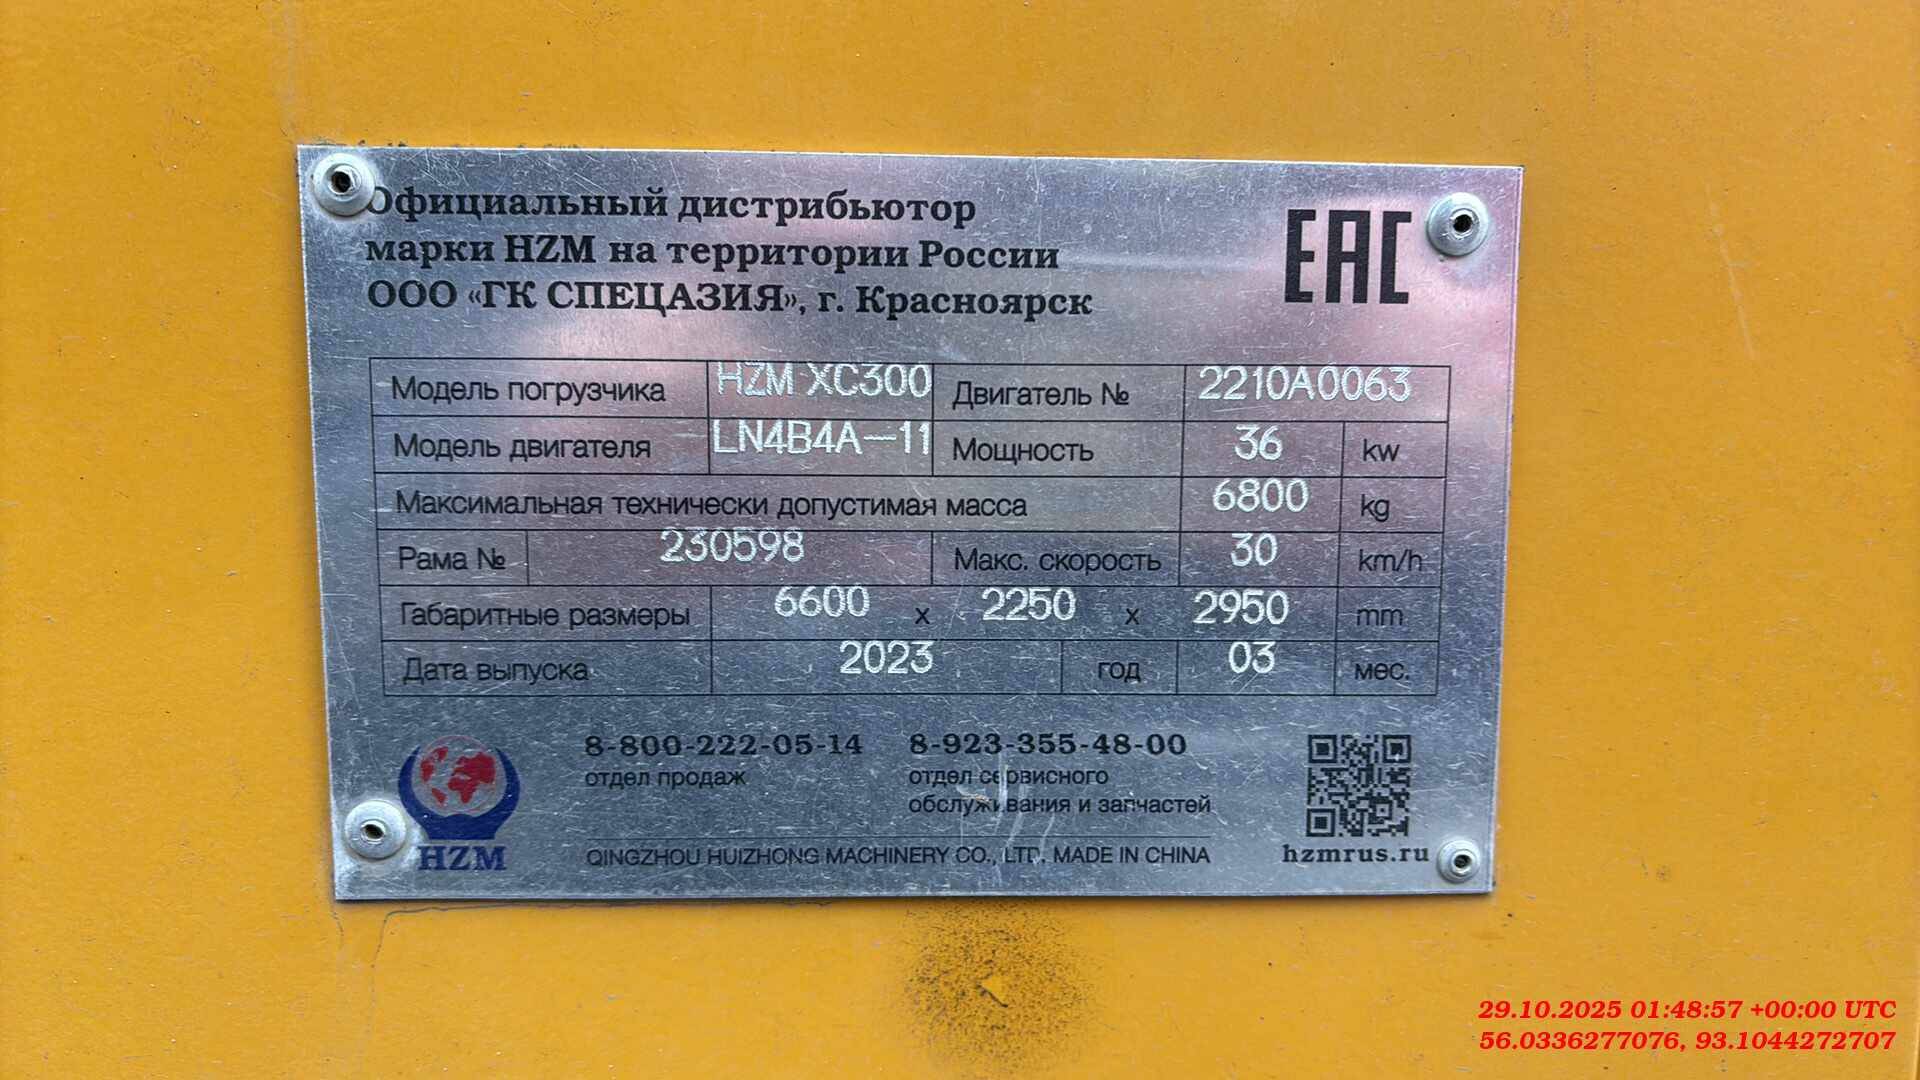 Официальный дистрибьютор
марки HZM на территории России
ООО «ГК СПЕЦАЗИЯ», г. Красноярск
EAC
Модель погрузчика HZM XC300 Двигатель № 2210A0063
Модель двигателя LN4B4A-11 Мощность 36 kw
Максимальная технически допустимая масса 6800 kg
Рама № 230598 Макс. скорость 30 km/h
Габаритные размеры 6600 x 2250 x 2950 mm
Дата выпуска 2023 год 03 мес.
8-800-222-05-14 8-923-355-48-00
отдел продаж отдел сервисного
обслуживания и запчастей
HZM QINGZHOU HUIZHONG MACHINERY CO., LTD. MADE IN CHINA hzmrus.ru
29.10.2025 01:48:57 +00:00 UTC
56.0336277076, 93.1044272707